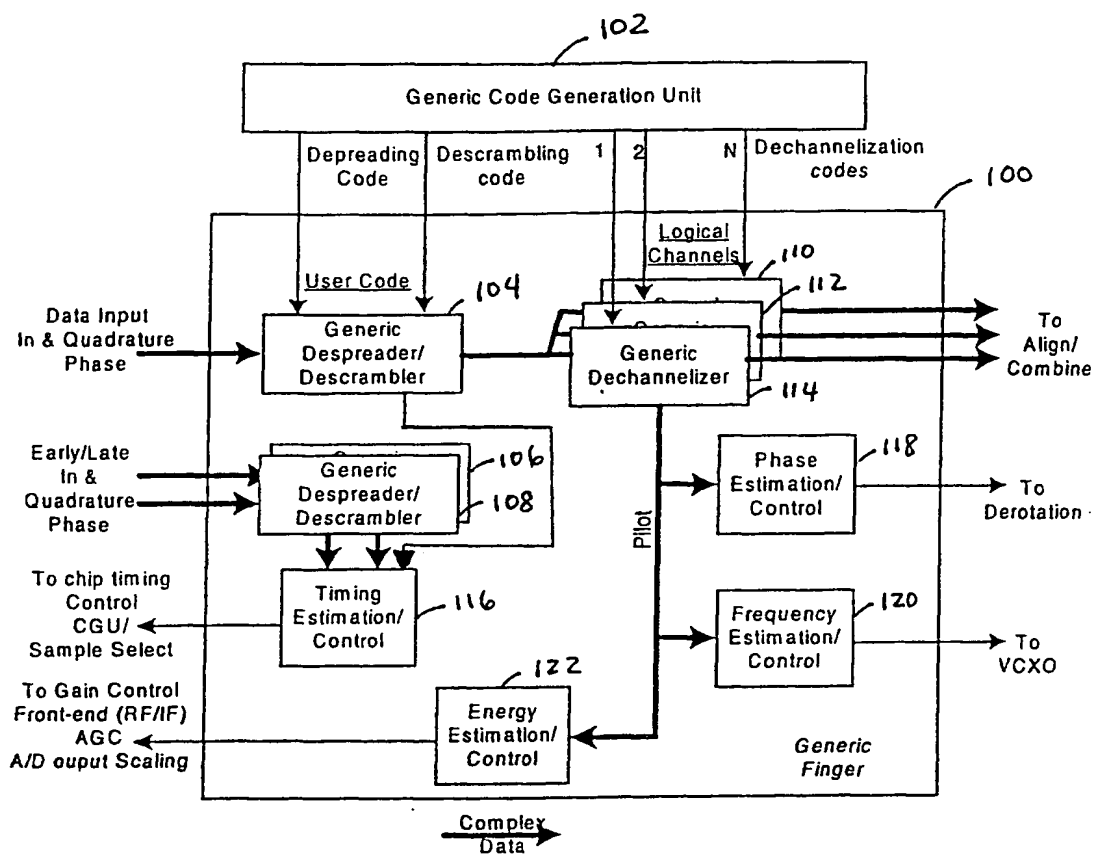 102
Generic Code Generation Unit
Depreading
Code
Descrambling
code
1
2
N
Dechannelization
codes
100
Logical
Channels
110
User Code
104
112
Data Input
In & Quadrature
Phase
Generic
Despreader/
Descrambler
Generic
Dechannelizer
114
To
Align/
Combine
Early/Late
In &
Quadrature
Phase
106
Generic
Despreader/
Descrambler
108
Phase
Estimation/
Control
118
To
Derotation
Pilot
To chip timing
Control
CGU/
Sample Select
Timing
Estimation/
Control
116
Frequency
Estimation/
Control
120
To
VCXO
To Gain Control
Front-end (RF/IF)
AGC
A/D ouput Scaling
122
Energy
Estimation/
Control
Generic
Finger
Complex
Data